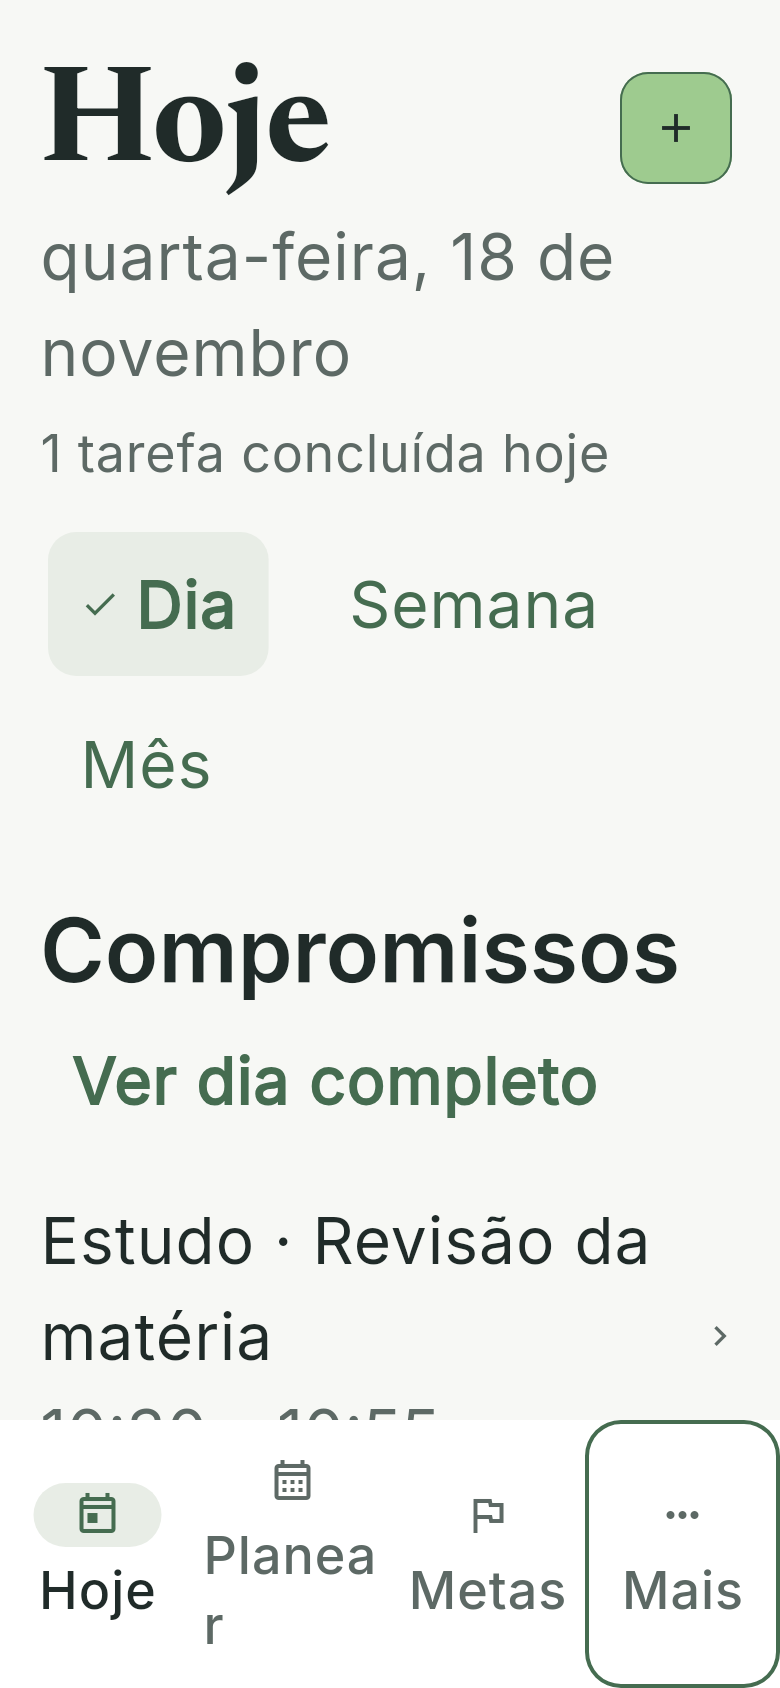 Hoje
+
quarta-feira, 18 de
novembro
1 tarefa concluída hoje
Dia
Semana
Mês
Compromissos
Ver dia completo
Estudo · Revisão da
matéria
Hoje
Planea
r
Metas
Mais